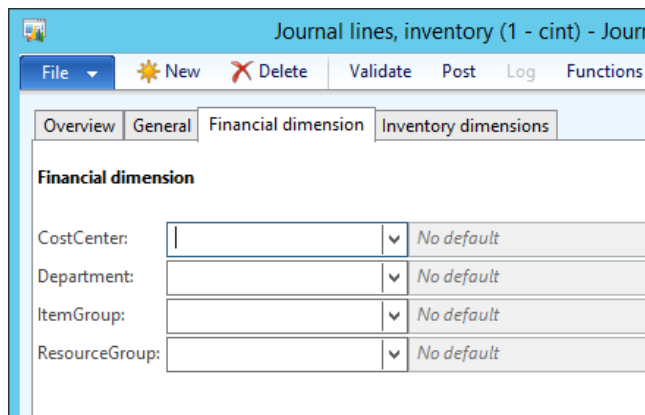 Journal lines, inventory (1 - cint) - Jour
File New Delete Validate Post Log Functions
Overview General Financial dimension Inventory dimensions
Financial dimension
CostCenter: No default
Department: No default
ItemGroup: No default
ResourceGroup: No default